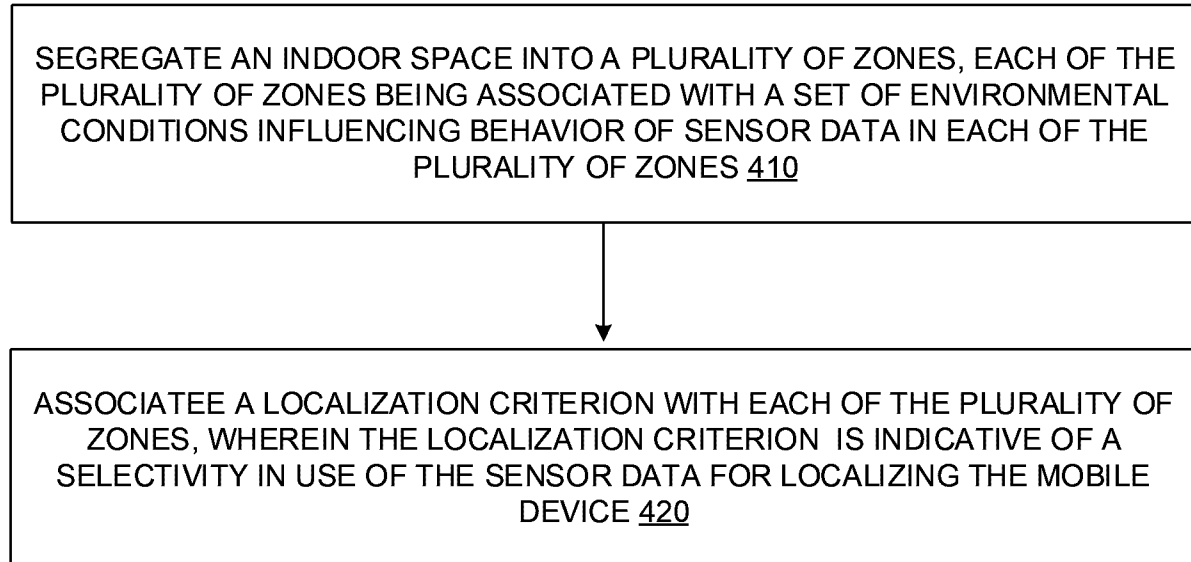 SEGREGATE AN INDOOR SPACE INTO A PLURALITY OF ZONES, EACH OF THE
PLURALITY OF ZONES BEING ASSOCIATED WITH A SET OF ENVIRONMENTAL
CONDITIONS INFLUENCING BEHAVIOR OF SENSOR DATA IN EACH OF THE
PLURALITY OF ZONES 410
ASSOCIATEE A LOCALIZATION CRITERION WITH EACH OF THE PLURALITY OF
ZONES, WHEREIN THE LOCALIZATION CRITERION IS INDICATIVE OF A
SELECTIVITY IN USE OF THE SENSOR DATA FOR LOCALIZING THE MOBILE
DEVICE 420